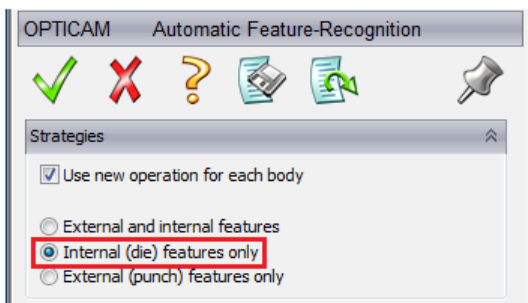 OPTICAM Automatic Feature-Recognition
Strategies
Use new operation for each body
External and internal features
Internal (die) features only
External (punch) features only